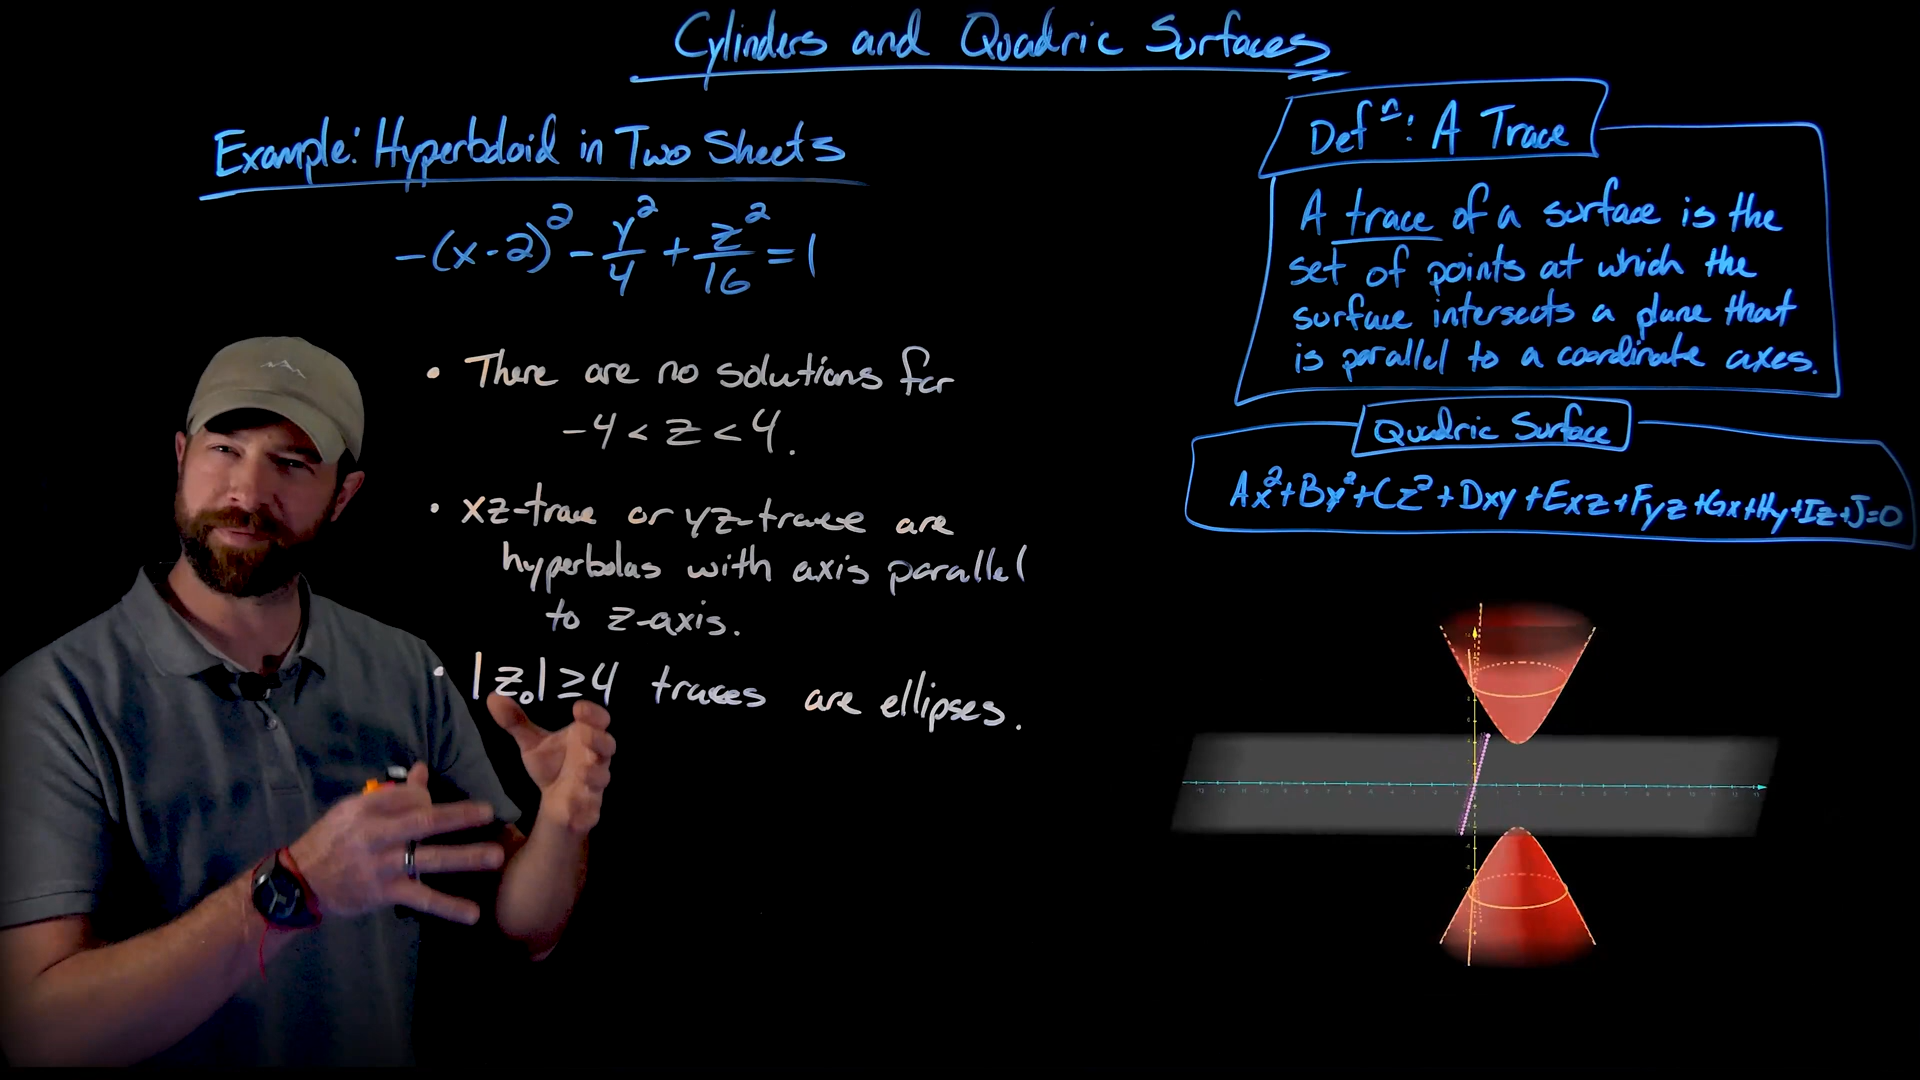 Cylinders and Quadric Surfaces
Example: Hyperboloid in Two Sheets
-(x-2)² - y²/4 + z²/16 = 1
• There are no solutions for
-4 < z < 4.
• xz-trace or yz-trace are
hyperbolas with axis parallel
to z-axis.
• |z₀| ≥ 4 traces are ellipses.
Defⁿ: A Trace
A trace of a surface is the
set of points at which the
surface intersects a plane that
is parallel to a coordinate axes.
Quadric Surface
Ax²+By²+Cz²+Dxy+Exz+Fyz+Gx+Hy+Iz+J=0